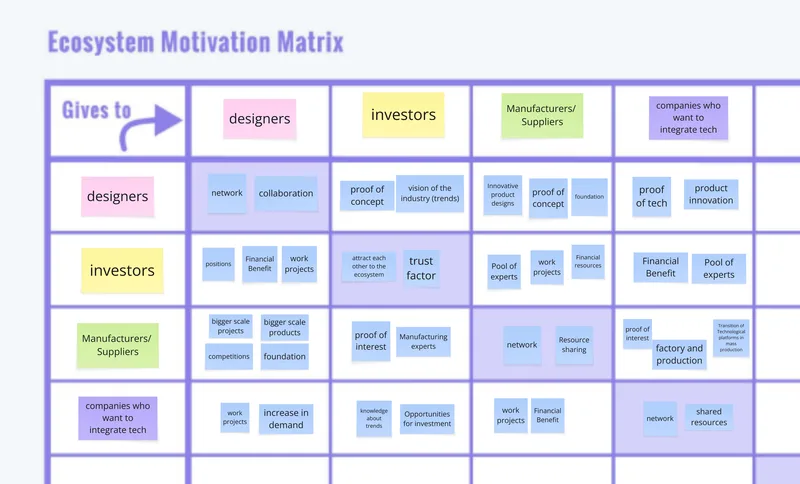 Ecosystem Motivation Matrix
Gives to
designers
investors
Manufacturers/
Suppliers
companies who
want to
integrate tech
designers
network
collaboration
proof of
concept
vision of the
industry (trends)
Innovative
product
designs
proof of
concept
foundation
proof
of tech
product
innovation
investors
positions
Financial
Benefit
work
projects
attract each
other to the
ecosystem
trust
factor
Pool of
experts
work
projects
Financial
resources
Financial
Benefit
Pool of
experts
Manufacturers/
Suppliers
bigger scale
projects
bigger scale
products
competitions
foundation
proof of
interest
Manufacturing
experts
network
Resource
sharing
proof of
interest
factory and
production
Transition of
Technological
platforms in
mass
production
companies who
want to
integrate tech
work
projects
increase in
demand
knowledge
about
trends
Opportunities
for investment
work
projects
Financial
Benefit
network
shared
resources